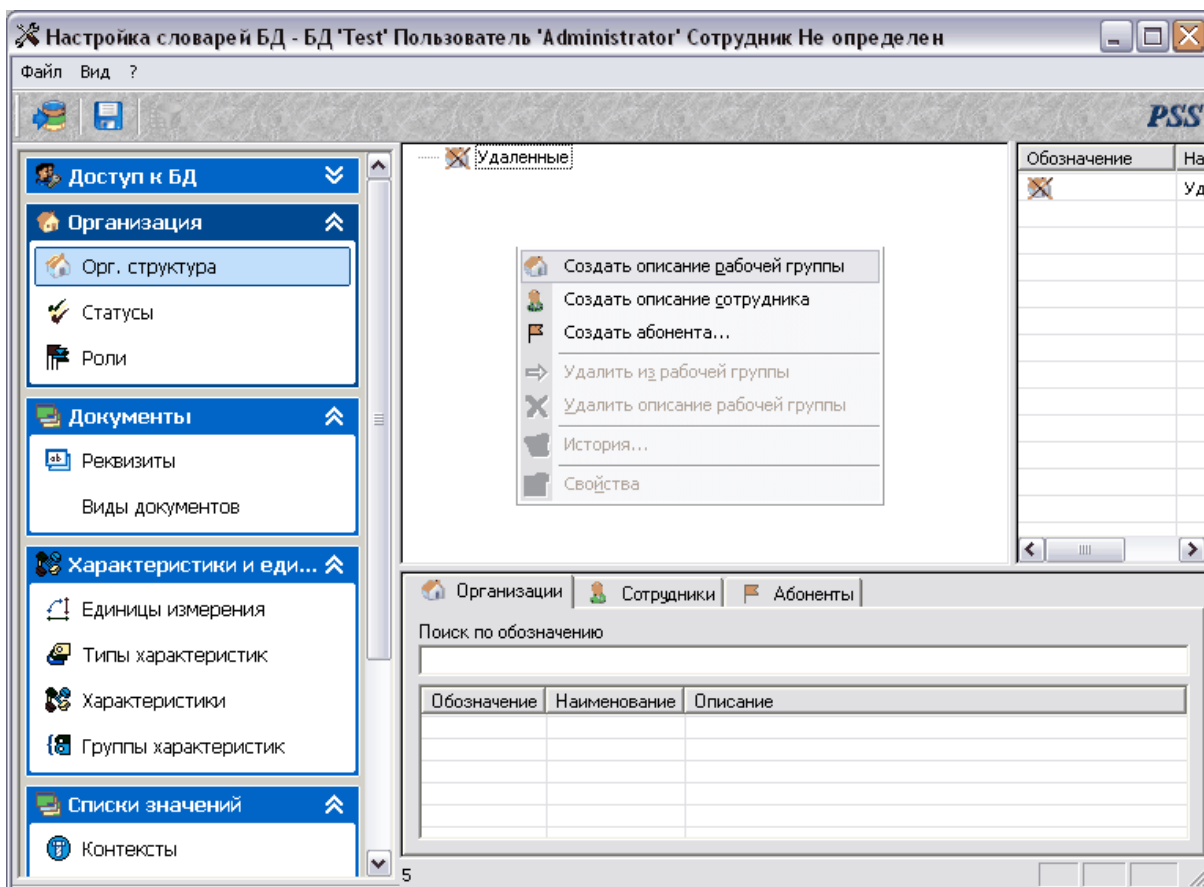 Настройка словарей БД - БД 'Test' Пользователь 'Administrator' Сотрудник Не определен
Файл Вид ?
PSS
Доступ к БД
Организация
Орг. структура
Статусы
Роли
Документы
Реквизиты
Виды документов
Характеристики и еди...
Единицы измерения
Типы характеристик
Характеристики
Группы характеристик
Списки значений
Контексты
Удаленные
Создать описание рабочей группы
Создать описание сотрудника
Создать абонента...
Удалить из рабочей группы
Удалить описание рабочей группы
История...
Свойства
Обозначение На
Уд
Организации Сотрудники Абоненты
Поиск по обозначению
Обозначение Наименование Описание
5